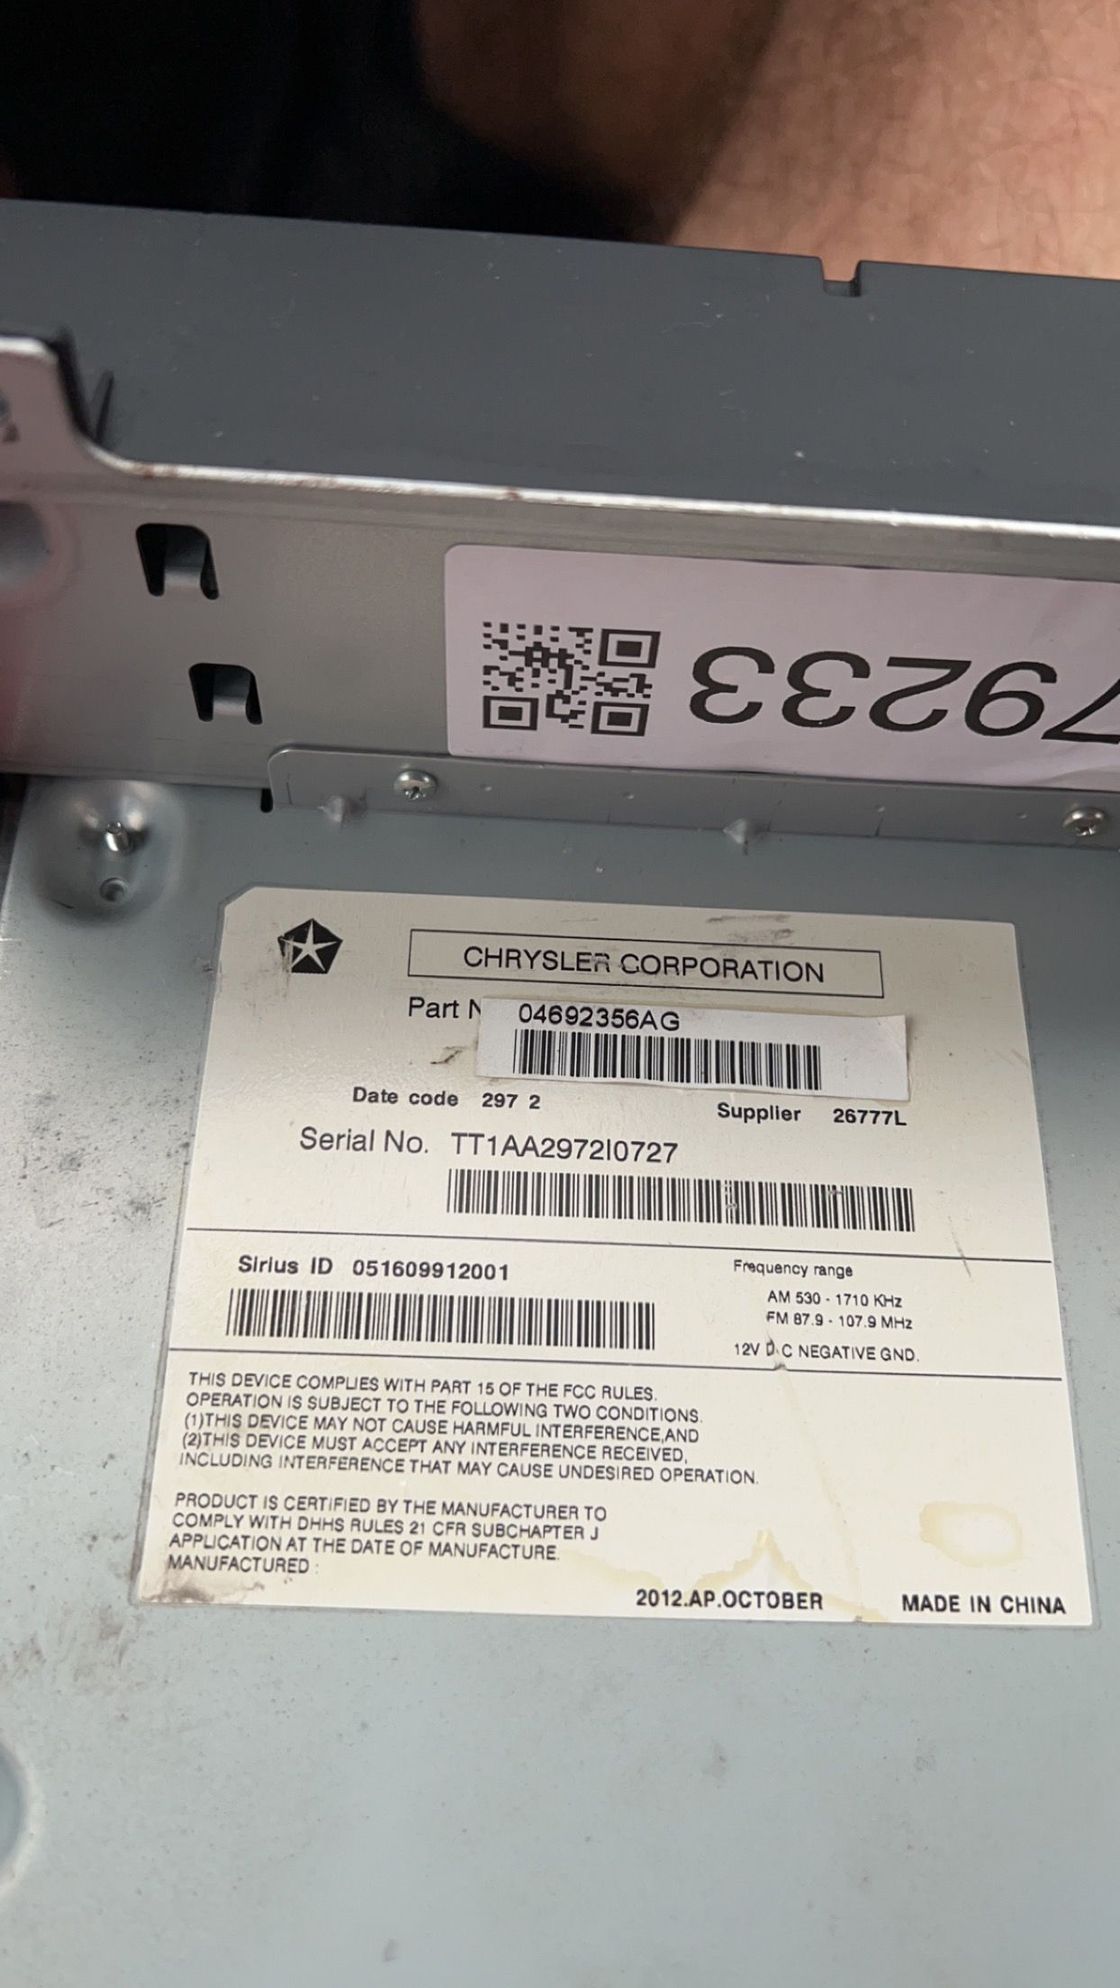 79233
CHRYSLER CORPORATION
Part N
04692356AG
Date code 297 2
Supplier 26777L
Serial No. TT1AA2972I0727
Sirius ID 051609912001
Frequency range
AM 530 - 1710 KHz
FM 87.9 - 107.9 MHz
12V D.C NEGATIVE GND.
THIS DEVICE COMPLIES WITH PART 15 OF THE FCC RULES.
OPERATION IS SUBJECT TO THE FOLLOWING TWO CONDITIONS.
(1)THIS DEVICE MAY NOT CAUSE HARMFUL INTERFERENCE,AND
(2)THIS DEVICE MUST ACCEPT ANY INTERFERENCE RECEIVED,
INCLUDING INTERFERENCE THAT MAY CAUSE UNDESIRED OPERATION.
PRODUCT IS CERTIFIED BY THE MANUFACTURER TO
COMPLY WITH DHHS RULES 21 CFR SUBCHAPTER J
APPLICATION AT THE DATE OF MANUFACTURE.
MANUFACTURED :
2012.AP.OCTOBER
MADE IN CHINA